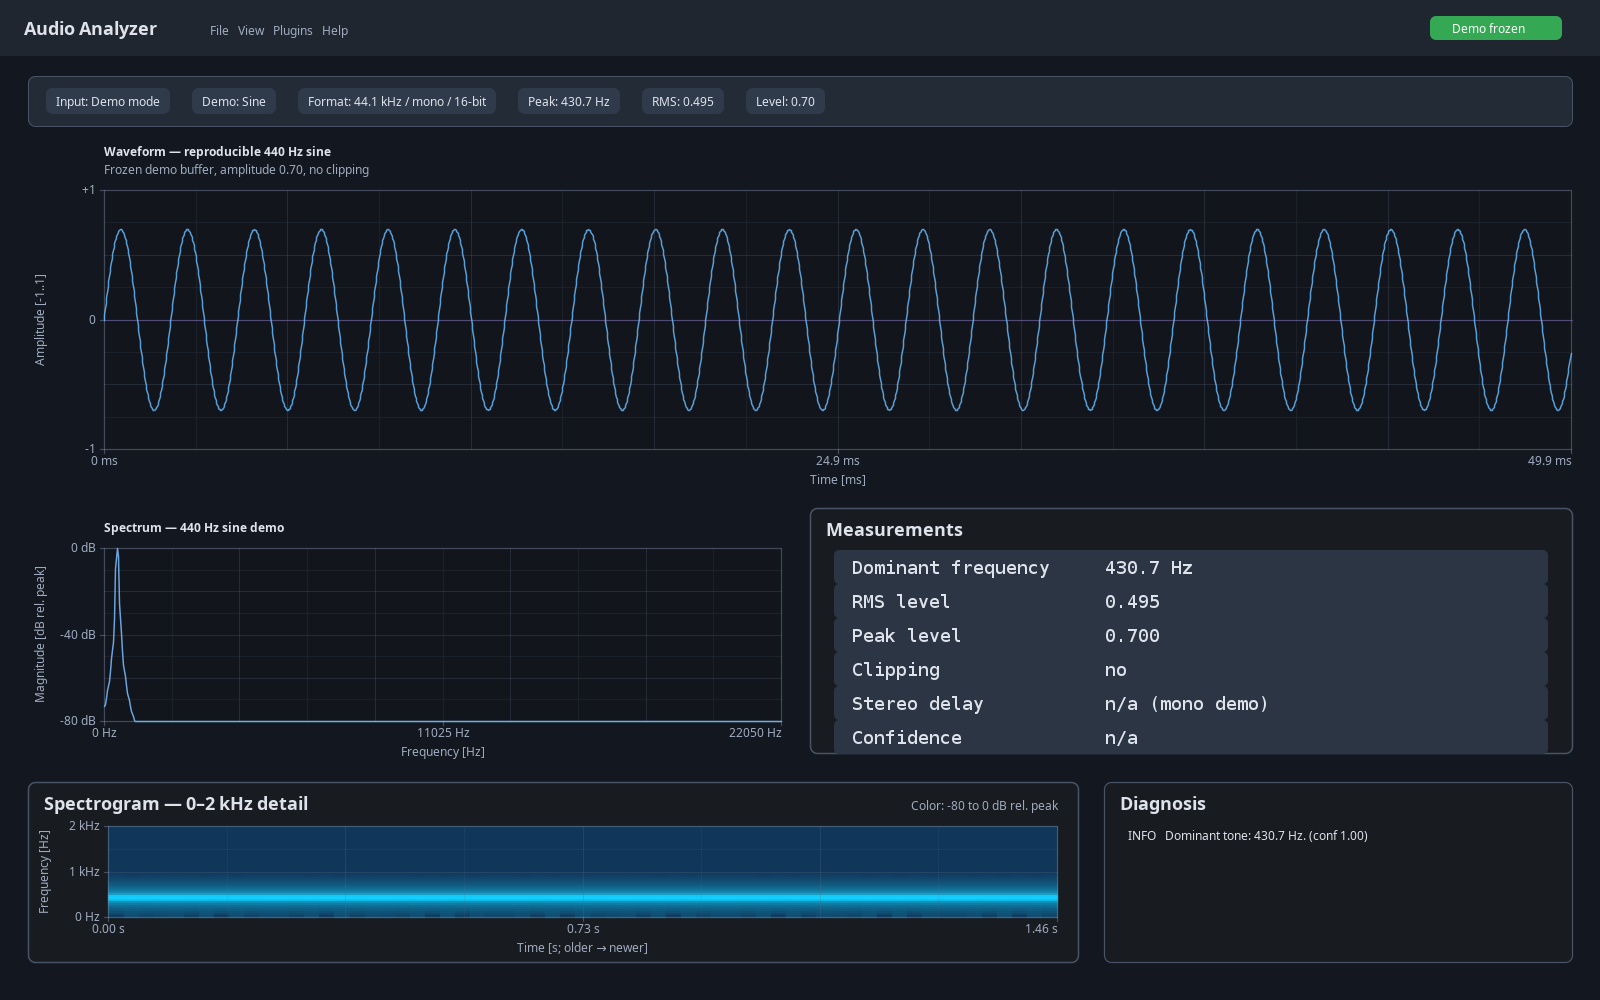 Audio Analyzer
File View Plugins Help
Demo frozen
Input: Demo mode
Demo: Sine
Format: 44.1 kHz / mono / 16-bit
Peak: 430.7 Hz
RMS: 0.495
Level: 0.70
Waveform — reproducible 440 Hz sine
Frozen demo buffer, amplitude 0.70, no clipping
+1
0
-1
Amplitude [-1..1]
0 ms
24.9 ms
49.9 ms
Time [ms]
Spectrum — 440 Hz sine demo
0 dB
-40 dB
-80 dB
Magnitude [dB rel. peak]
0 Hz
11025 Hz
22050 Hz
Frequency [Hz]
Measurements
Dominant frequency 430.7 Hz
RMS level 0.495
Peak level 0.700
Clipping no
Stereo delay n/a (mono demo)
Confidence n/a
Spectrogram — 0–2 kHz detail
Color: -80 to 0 dB rel. peak
2 kHz
1 kHz
0 Hz
Frequency [Hz]
0.00 s
0.73 s
1.46 s
Time [s; older → newer]
Diagnosis
INFO Dominant tone: 430.7 Hz. (conf 1.00)